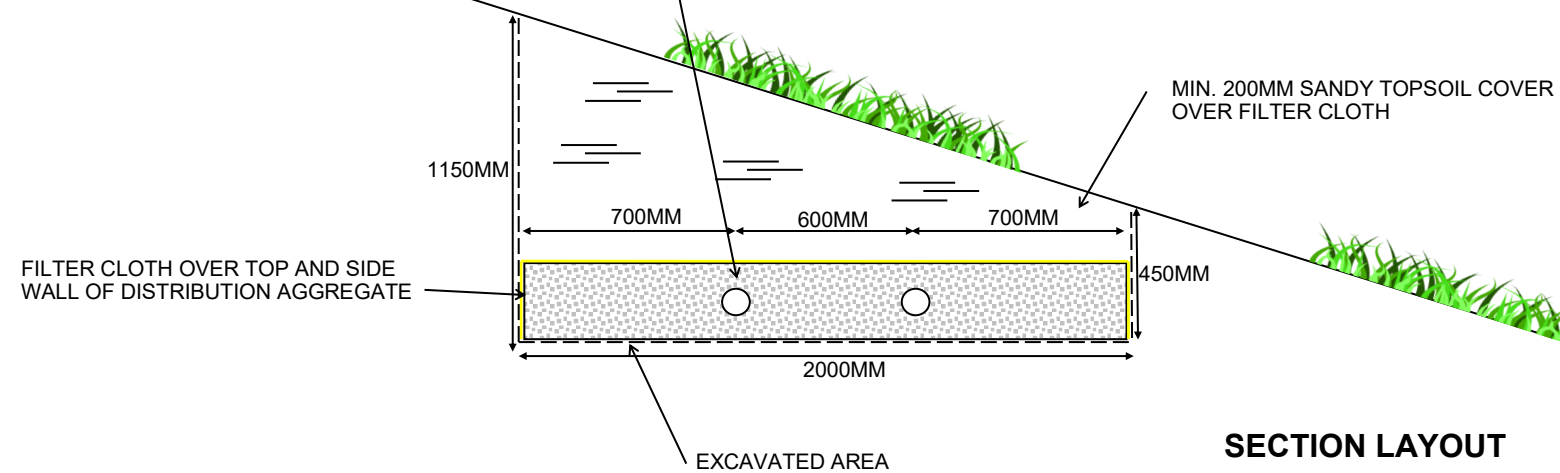 MIN. 200MM SANDY TOPSOIL COVER
OVER FILTER CLOTH
1150MM
700MM
600MM
700MM
FILTER CLOTH OVER TOP AND SIDE
WALL OF DISTRIBUTION AGGREGATE
450MM
2000MM
SECTION LAYOUT
EXCAVATED AREA